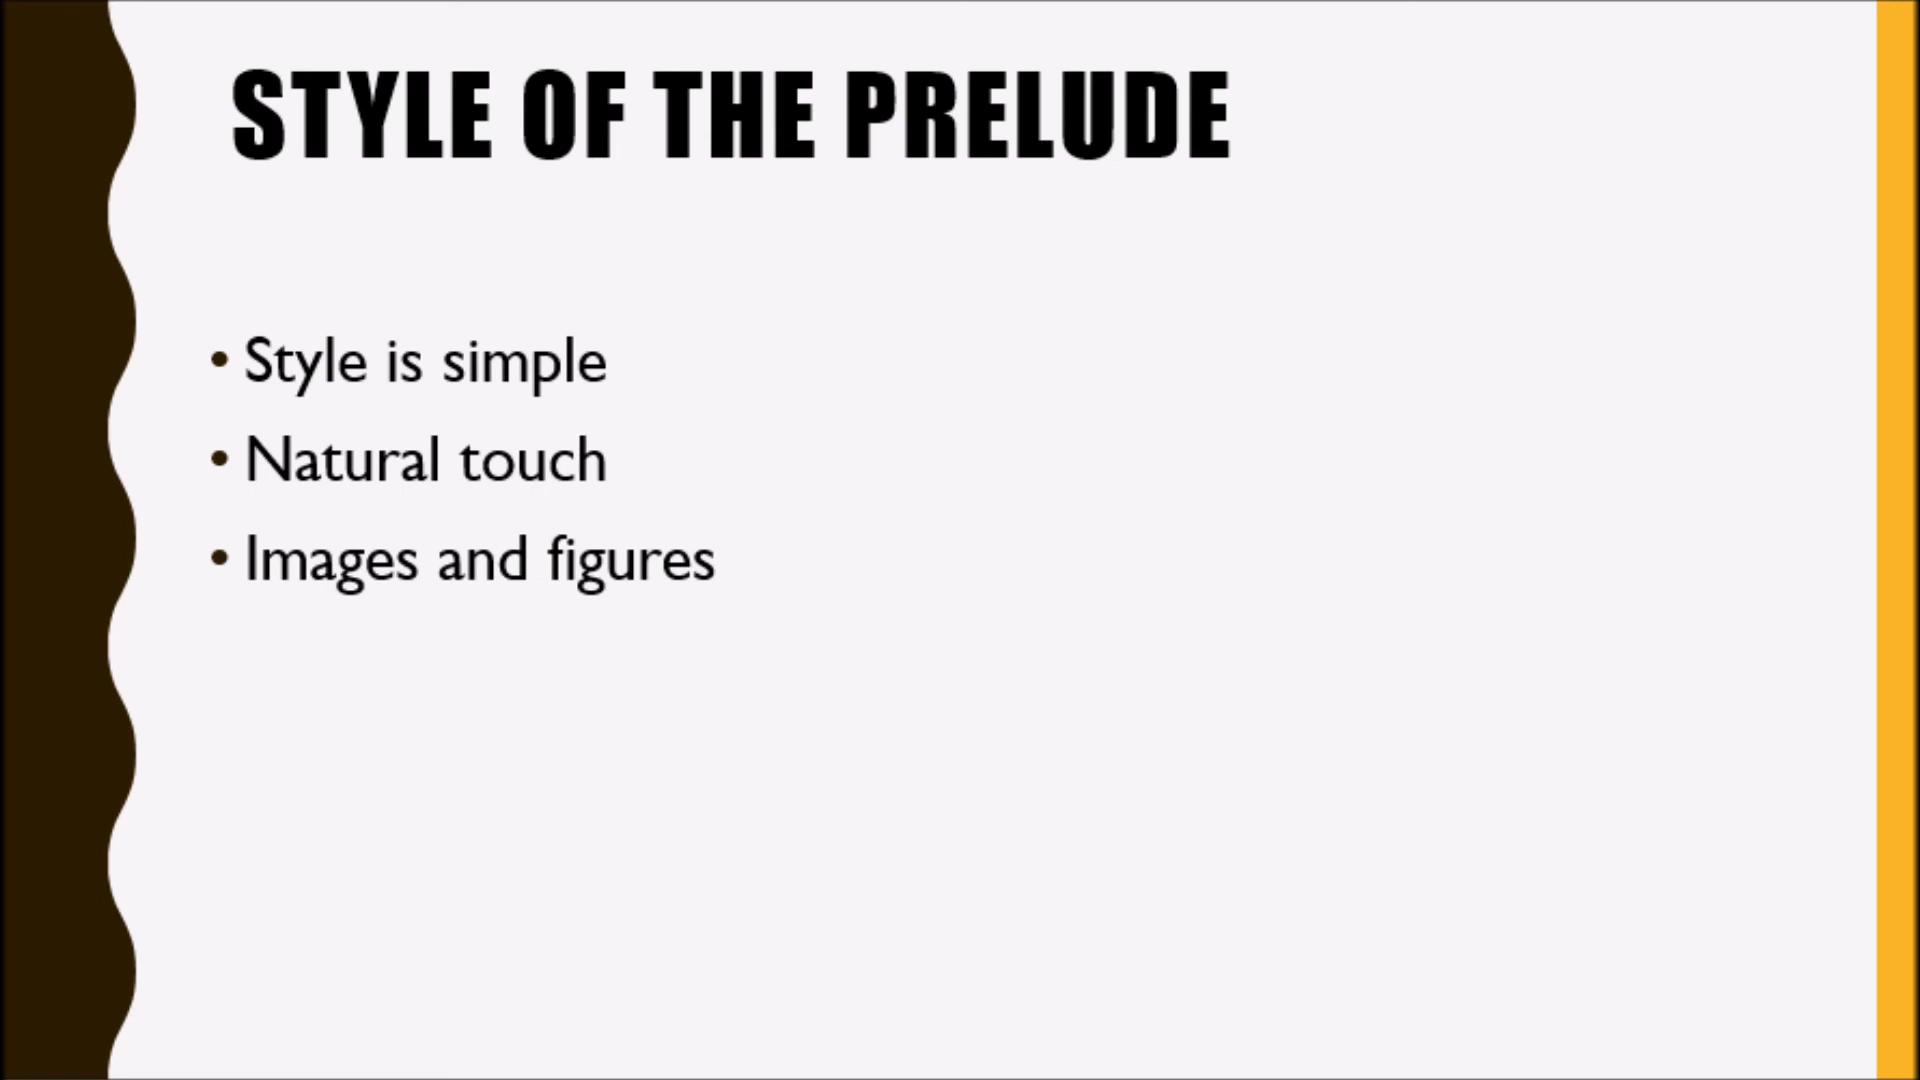 STYLE OF THE PRELUDE
• Style is simple
• Natural touch
• Images and figures